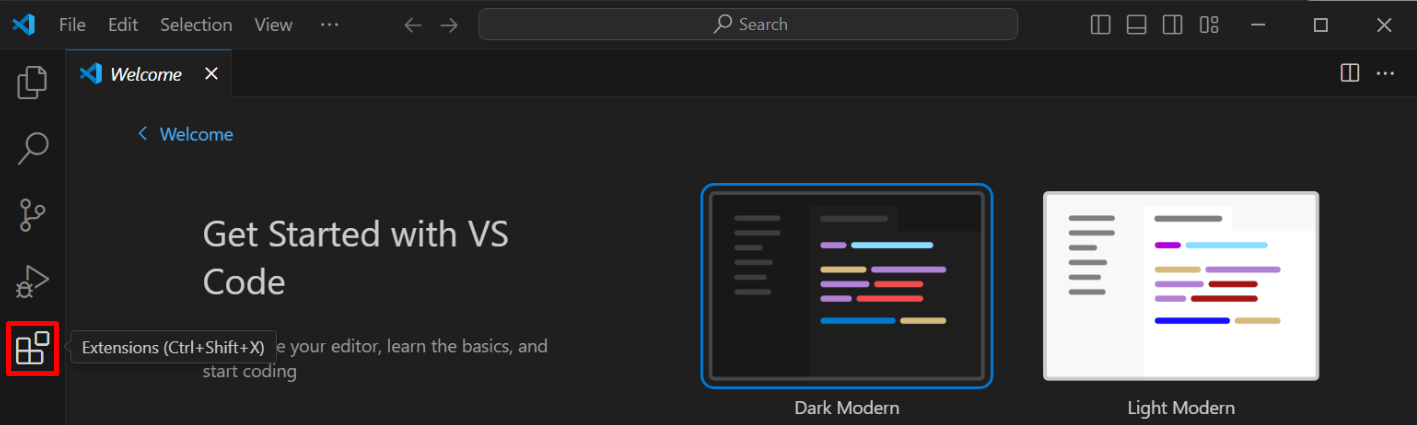 File Edit Selection View ··· Search
Welcome
Welcome
Get Started with VS
Code
Extensions (Ctrl+Shift+X)
e your editor, learn the basics, and
start coding
Dark Modern
Light Modern